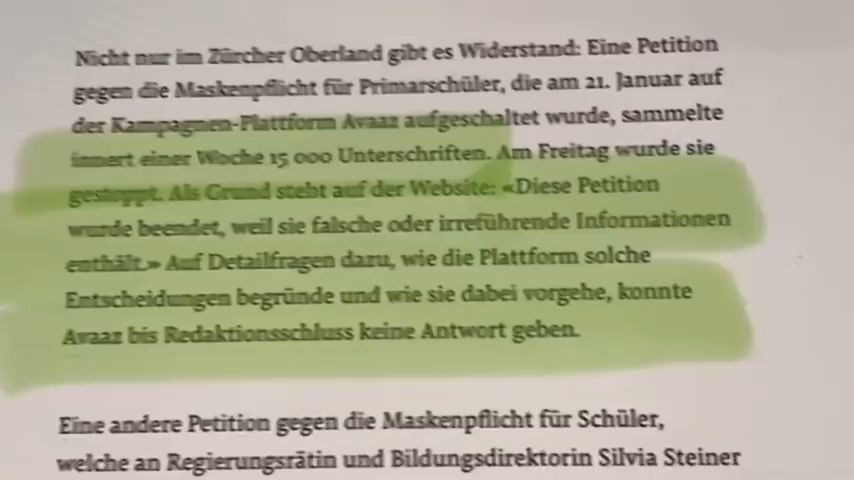 Nicht nur im Zürcher Oberland gibt es Widerstand: Eine Petition
gegen die Maskenpflicht für Primarschüler, die am 21. Januar auf
der Kampagnen-Plattform Avaaz aufgeschaltet wurde, sammelte
innert einer Woche 15 000 Unterschriften. Am Freitag wurde sie
gestoppt. Als Grund steht auf der Website: «Diese Petition
wurde beendet, weil sie falsche oder irreführende Informationen
enthält.» Auf Detailfragen dazu, wie die Plattform solche
Entscheidungen begründe und wie sie dabei vorgehe, konnte
Avaaz bis Redaktionsschluss keine Antwort geben.
Eine andere Petition gegen die Maskenpflicht für Schüler,
welche an Regierungsrätin und Bildungsdirektorin Silvia Steiner